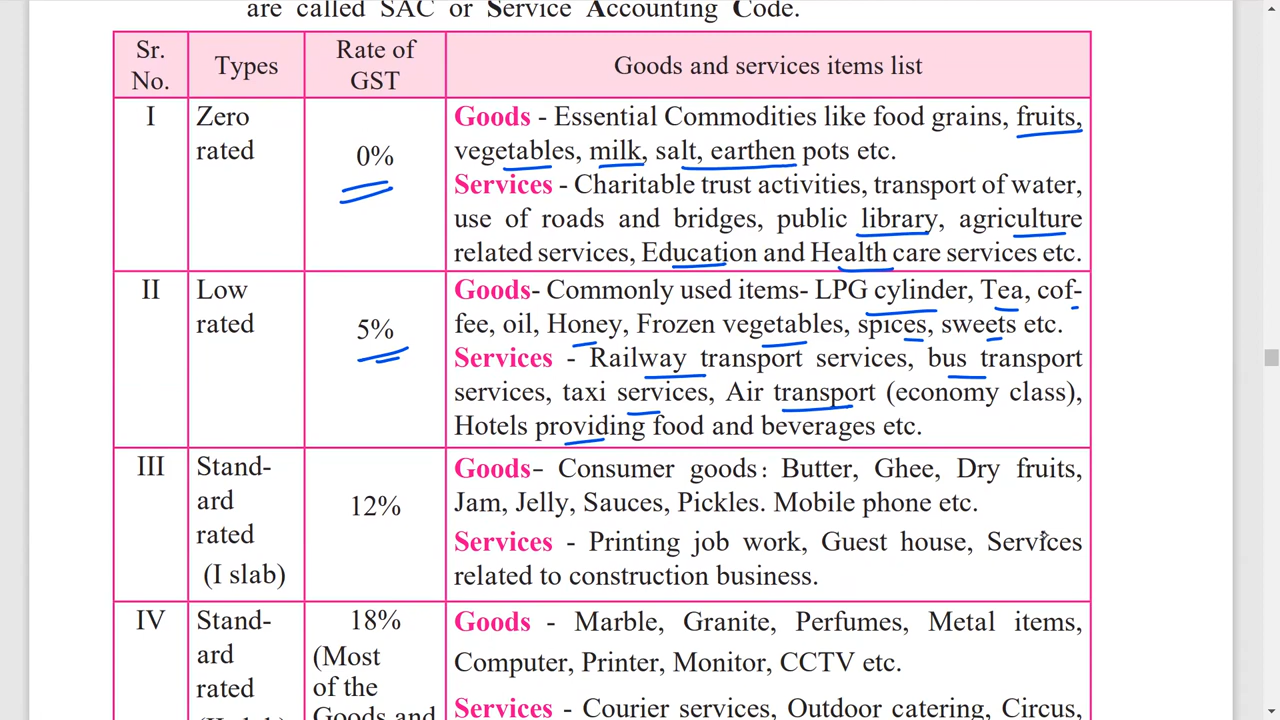 are called SAC or Service Accounting Code.
Sr. No. Types Rate of GST Goods and services items list
I Zero rated 0%
Goods - Essential Commodities like food grains, fruits,
vegetables, milk, salt, earthen pots etc.
Services - Charitable trust activities, transport of water,
use of roads and bridges, public library, agriculture
related services, Education and Health care services etc.
II Low rated 5%
Goods- Commonly used items- LPG cylinder, Tea, cof-
fee, oil, Honey, Frozen vegetables, spices, sweets etc.
Services - Railway transport services, bus transport
services, taxi services, Air transport (economy class),
Hotels providing food and beverages etc.
III Stand-
ard
rated
(I slab)
12%
Goods– Consumer goods: Butter, Ghee, Dry fruits,
Jam, Jelly, Sauces, Pickles. Mobile phone etc.
Services - Printing job work, Guest house, Services
related to construction business.
IV Stand-
ard
rated
18%
(Most
of the
Goods and
Goods - Marble, Granite, Perfumes, Metal items,
Computer, Printer, Monitor, CCTV etc.
Services - Courier services, Outdoor catering, Circus,